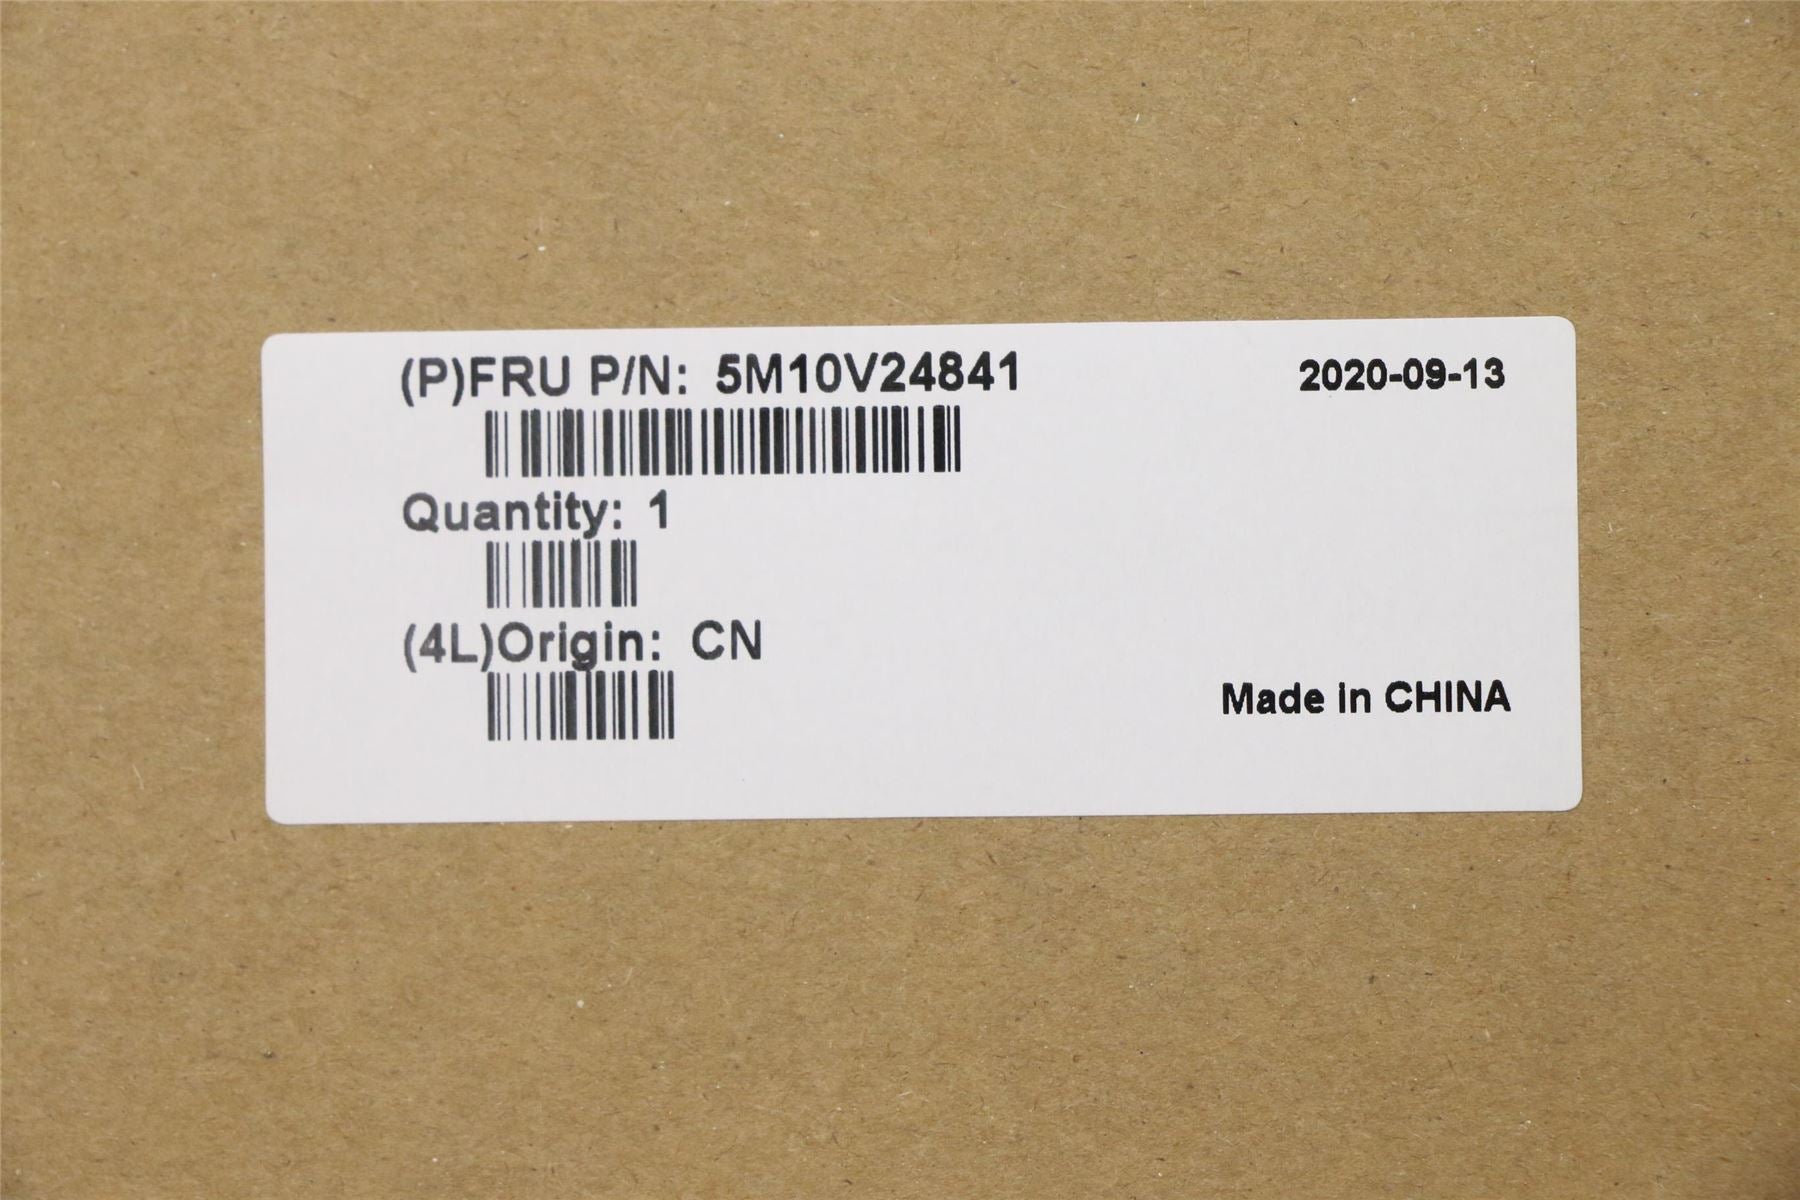 (P)FRU P/N: 5M10V24841
2020-09-13
Quantity: 1
(4L)Origin: CN
Made in CHINA